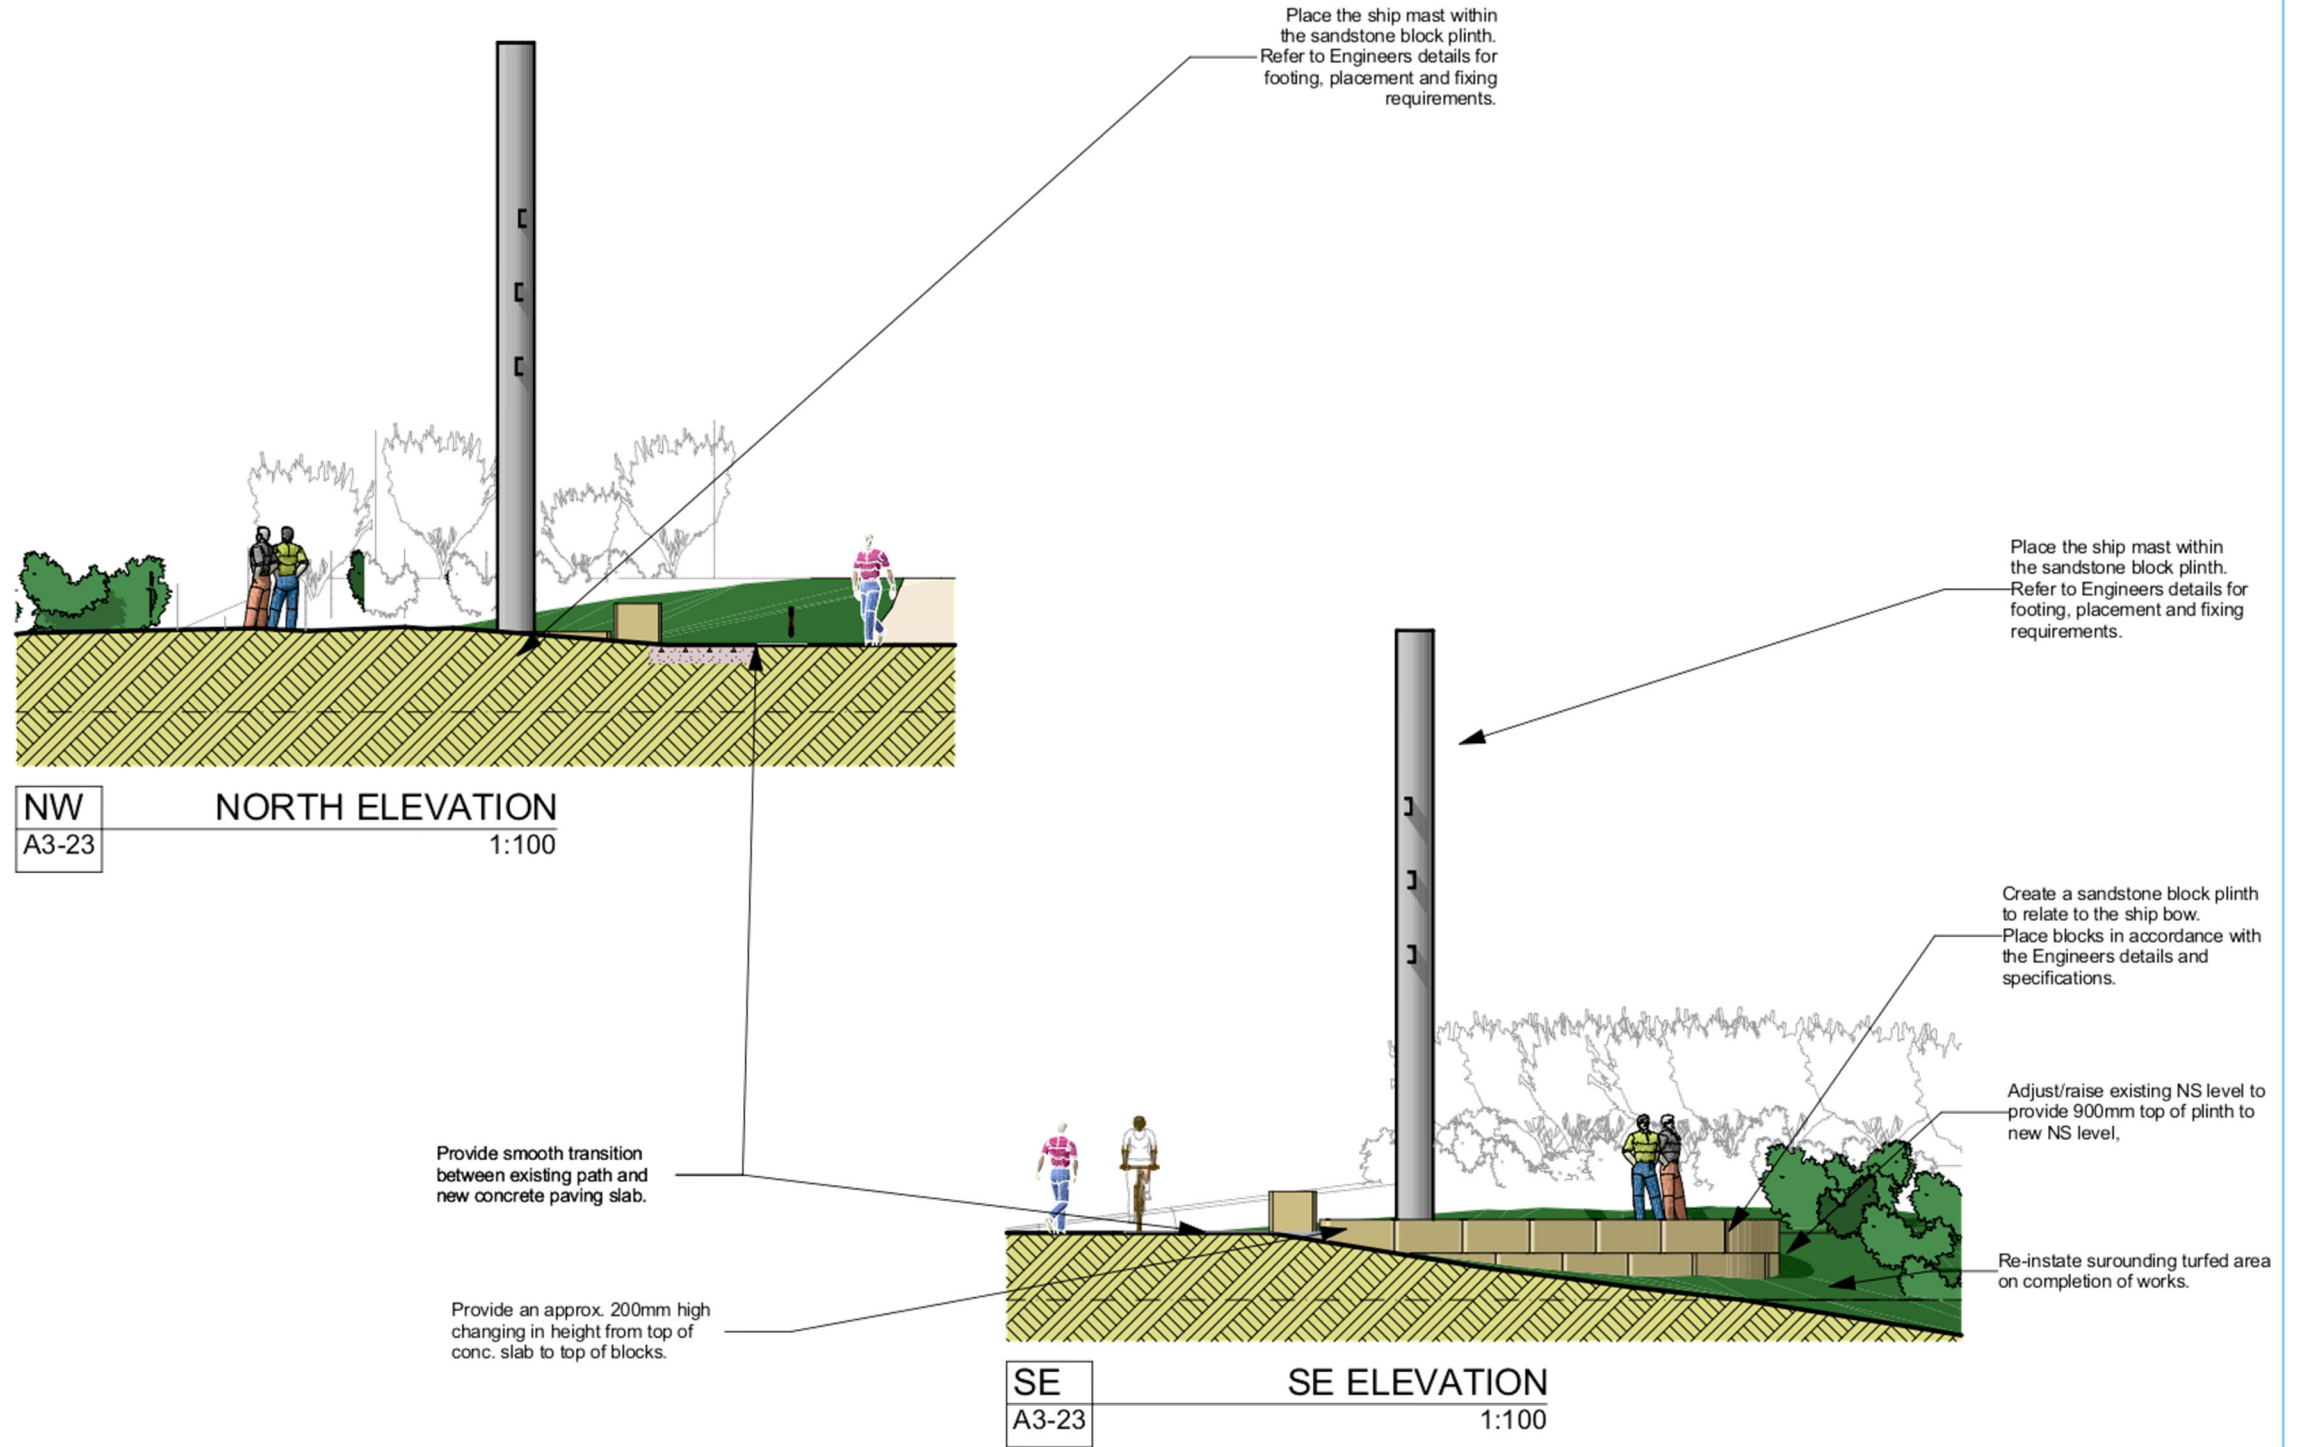 Place the ship mast within
the sandstone block plinth.
Refer to Engineers details for
footing, placement and fixing
requirements.
NW
A3-23
NORTH ELEVATION
1:100
Place the ship mast within
the sandstone block plinth.
Refer to Engineers details for
footing, placement and fixing
requirements.
Create a sandstone block plinth
to relate to the ship bow.
Place blocks in accordance with
the Engineers details and
specifications.
Adjust/raise existing NS level to
provide 900mm top of plinth to
new NS level,
Provide smooth transition
between existing path and
new concrete paving slab.
Re-instate surounding turfed area
on completion of works.
Provide an approx. 200mm high
changing in height from top of
conc. slab to top of blocks.
SE
A3-23
SE ELEVATION
1:100